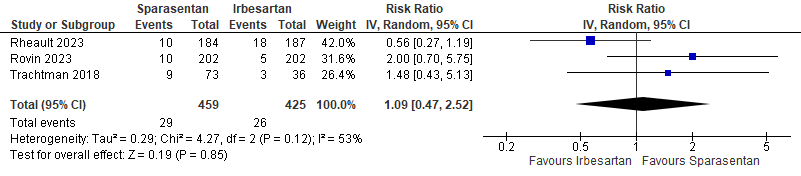 Sparasentan Irbesartan Risk Ratio Risk Ratio
Study or Subgroup Events Total Events Total Weight IV, Random, 95% CI IV, Random, 95% CI
Rheault 2023 10 184 18 187 42.0% 0.56 [0.27, 1.19]
Rovin 2023 10 202 5 202 31.6% 2.00 [0.70, 5.75]
Trachtman 2018 9 73 3 36 26.4% 1.48 [0.43, 5.13]
Total (95% CI) 459 425 100.0% 1.09 [0.47, 2.52]
Total events 29 26
Heterogeneity: Tau² = 0.29; Chi² = 4.27, df = 2 (P = 0.12); I² = 53%
Test for overall effect: Z = 0.19 (P = 0.85)
0.2 0.5 1 2 5
Favours Irbesartan Favours Sparasentan